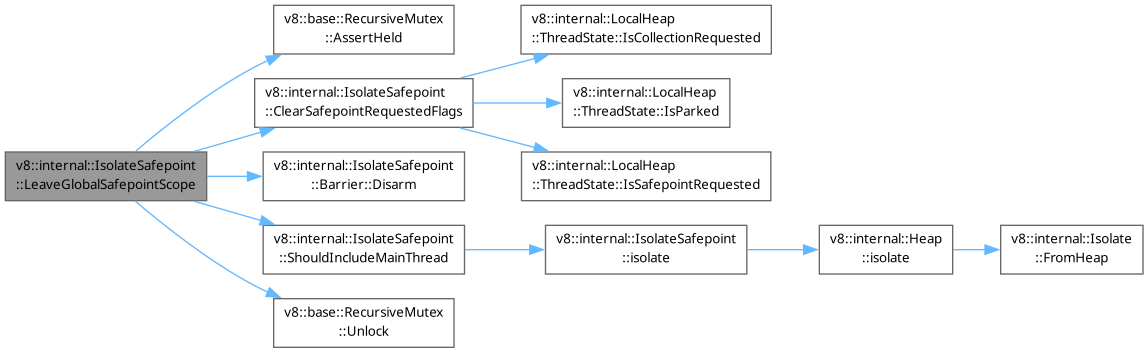 v8::internal::IsolateSafepoint
::LeaveGlobalSafepointScope
v8::base::RecursiveMutex
::AssertHeld
v8::internal::IsolateSafepoint
::ClearSafepointRequestedFlags
v8::internal::LocalHeap
::ThreadState::IsCollectionRequested
v8::internal::LocalHeap
::ThreadState::IsParked
v8::internal::LocalHeap
::ThreadState::IsSafepointRequested
v8::internal::IsolateSafepoint
::Barrier::Disarm
v8::internal::IsolateSafepoint
::ShouldIncludeMainThread
v8::internal::IsolateSafepoint
::isolate
v8::internal::Heap
::isolate
v8::internal::Isolate
::FromHeap
v8::base::RecursiveMutex
::Unlock